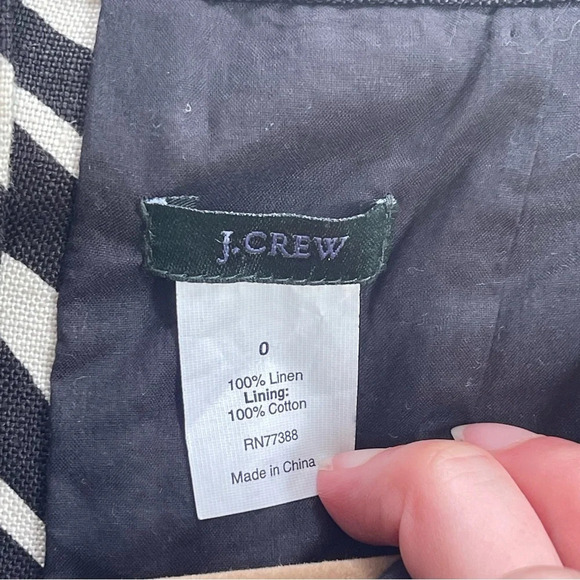 J.CREW
0
100% Linen
Lining:
100% Cotton
RN77388
Made in China